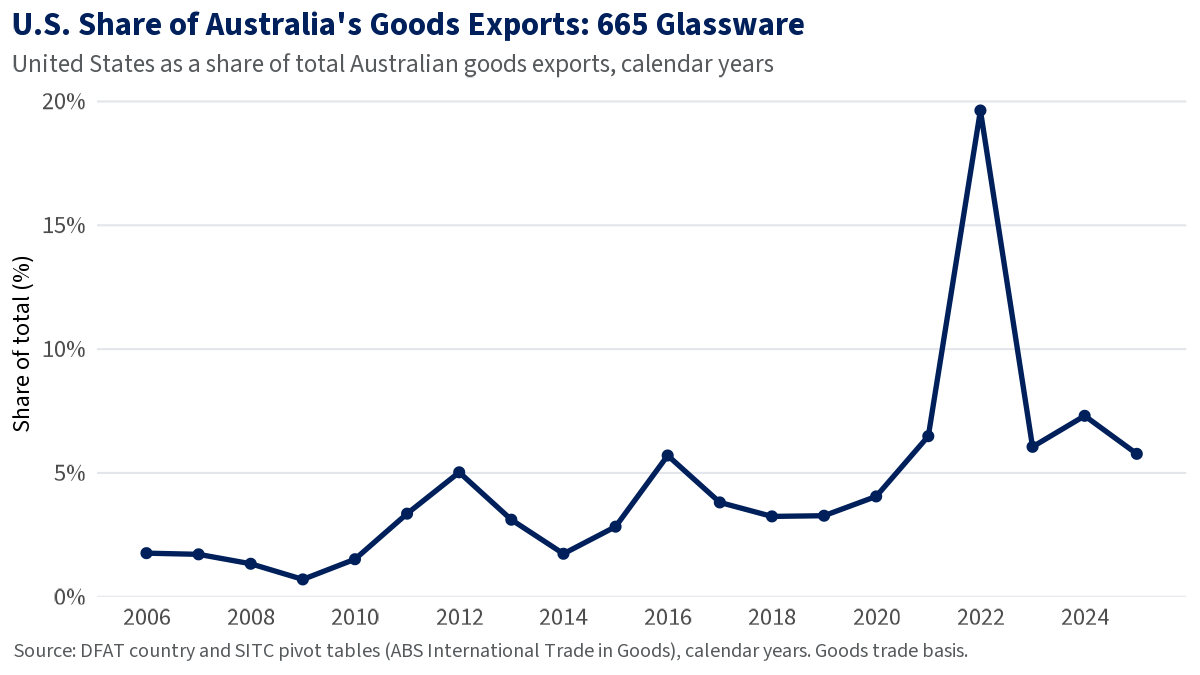 U.S. Share of Australia's Goods Exports: 665 Glassware
United States as a share of total Australian goods exports, calendar years
Share of total (%)
20%
15%
10%
5%
0%
2006 2008 2010 2012 2014 2016 2018 2020 2022 2024
Source: DFAT country and SITC pivot tables (ABS International Trade in Goods), calendar years. Goods trade basis.